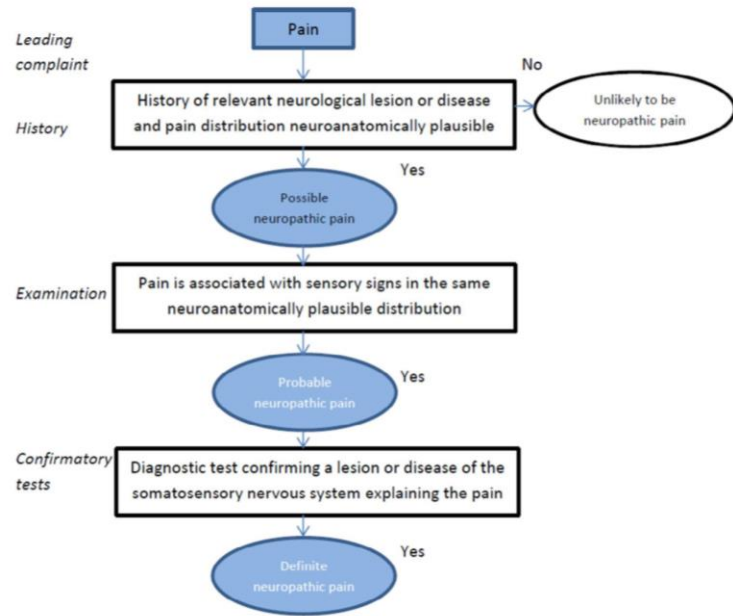 Leading
complaint
Pain
No
History
History of relevant neurological lesion or disease
and pain distribution neuroanatomically plausible
Unlikely to be
neuropathic pain
Yes
Possible
neuropathic pain
Examination
Pain is associated with sensory signs in the same
neuroanatomically plausible distribution
Yes
Probable
neuropathic pain
Confirmatory
tests
Diagnostic test confirming a lesion or disease of the
somatosensory nervous system explaining the pain
Yes
Definite
neuropathic pain